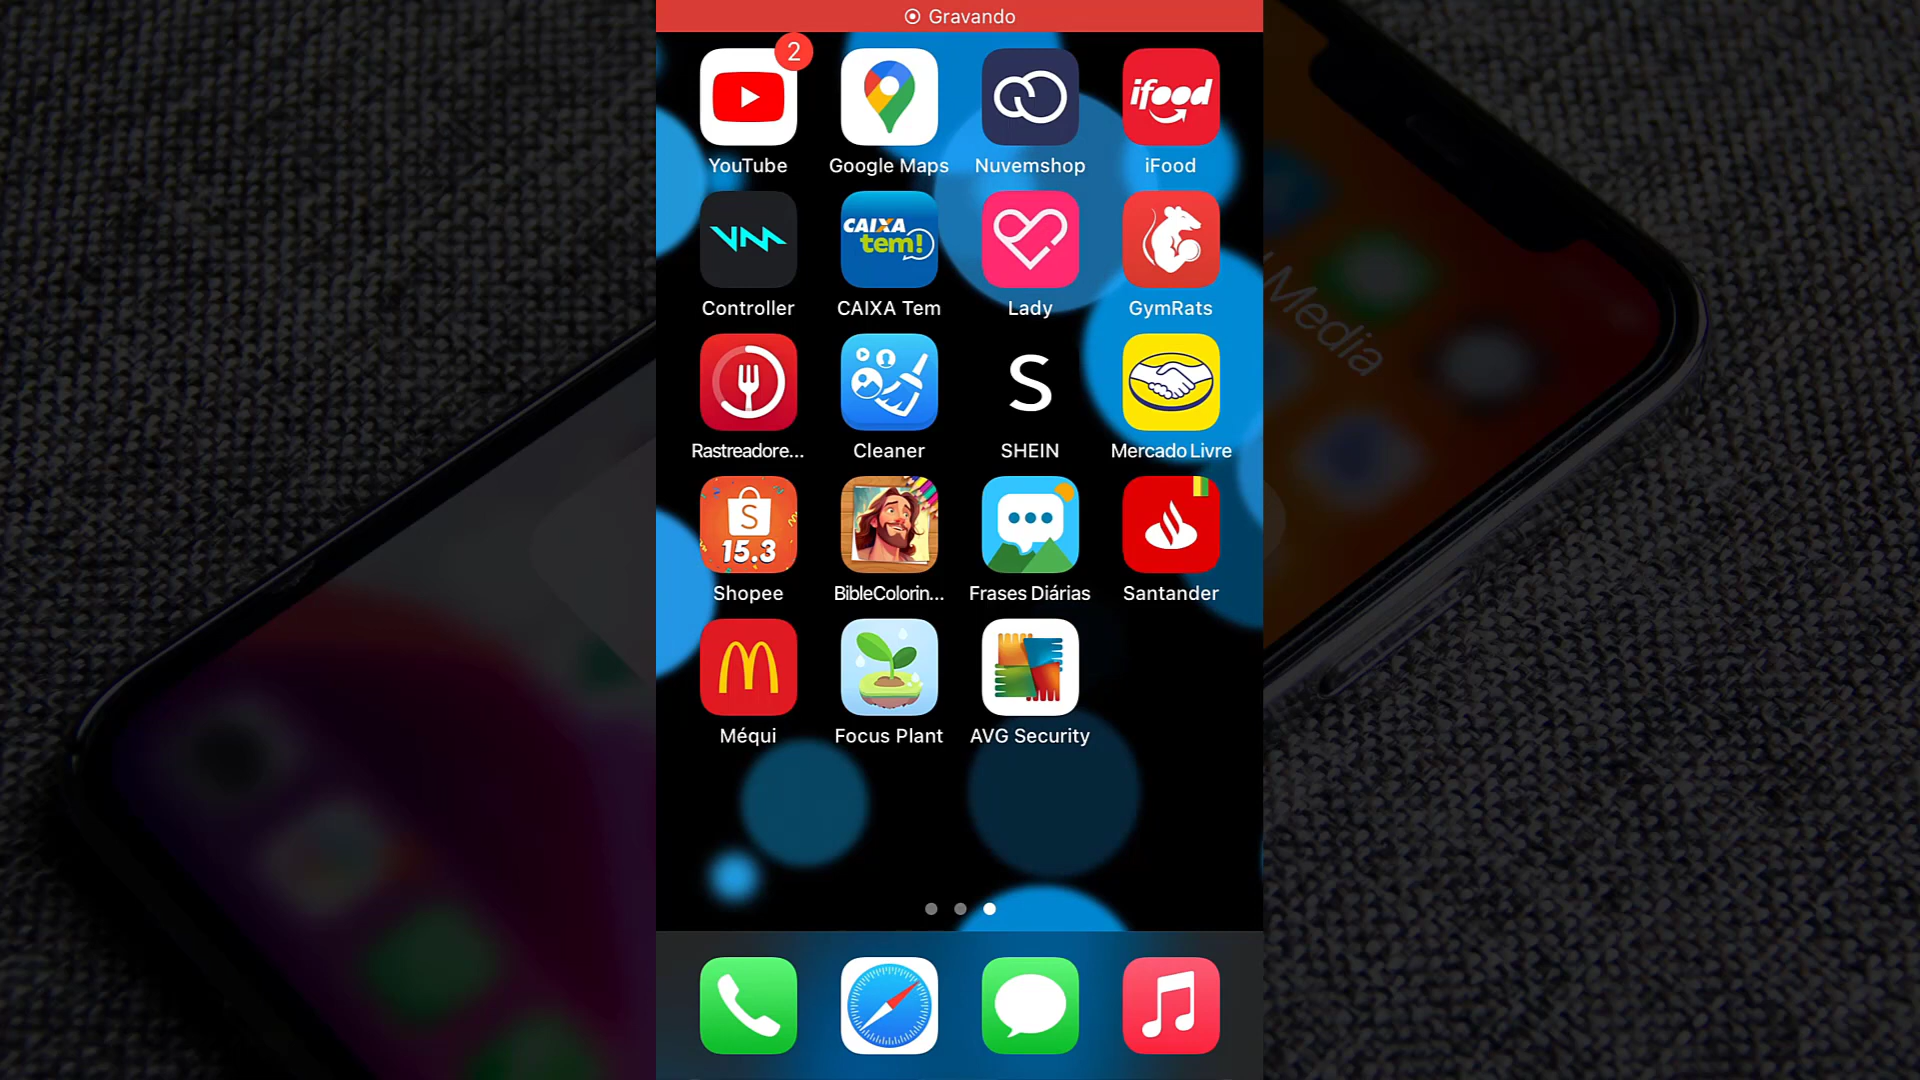 Gravando
2
ifood
YouTube
Google Maps
Nuvemshop
iFood
CAIXA
tem!
Controller
CAIXA Tem
Lady
GymRats
S
Rastreadore...
Cleaner
SHEIN
Mercado Livre
S
15.3
Shopee
BibleColorin...
Frases Diárias
Santander
Méqui
Focus Plant
AVG Security
Media